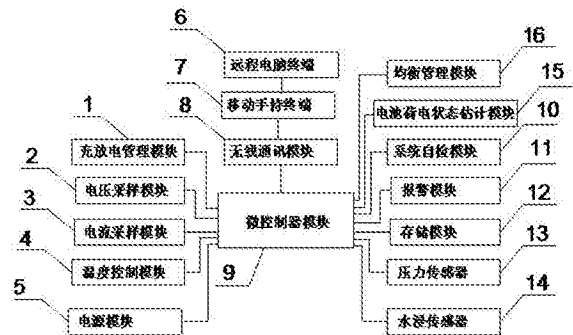 6
远程电脑终端
16
均衡管理模块
7
移动手持终端
15
电池荷电状态估计模块
1
8
充放电管理模块
无线通讯模块
10
系统自检模块
2
电压采样模块
11
报警模块
3
电流采样模块
微控制器模块
9
12
存储模块
4
温度控制模块
13
压力传感器
5
电源模块
14
水浸传感器